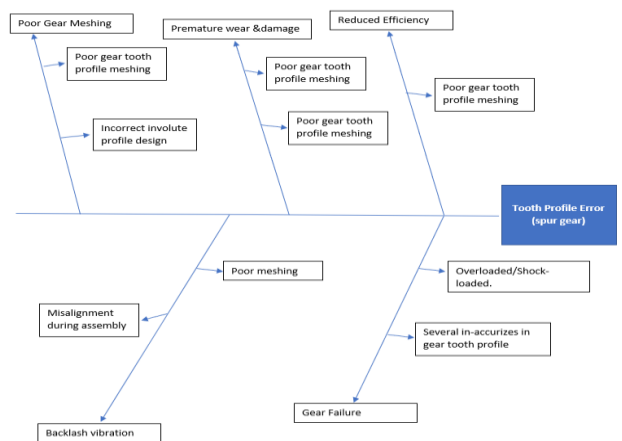 Poor Gear Meshing
Premature wear &damage
Reduced Efficiency
Poor gear tooth
profile meshing
Poor gear tooth
profile meshing
Poor gear tooth
profile meshing
Incorrect involute
profile design
Poor gear tooth
profile meshing
Tooth Profile Error
(spur gear)
Poor meshing
Overloaded/Shock-
loaded.
Misalignment
during assembly
Several in-accurizes in
gear tooth profile
Backlash vibration
Gear Failure